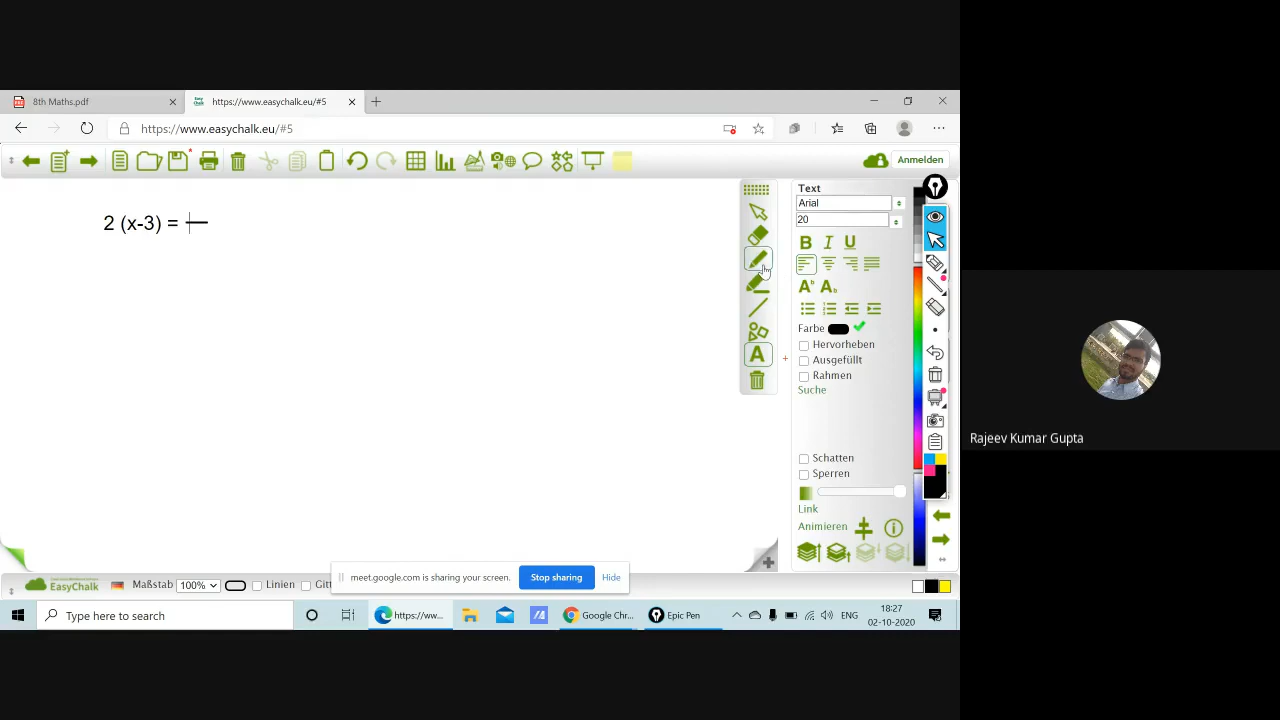 8th Maths.pdf
https://www.easychalk.eu/#5
https://www.easychalk.eu/#5
Anmelden
2 (x-3) = —
Text
Arial
20
B I U
Farbe
Hervorheben
Ausgefüllt
Rahmen
Suche
Schatten
Sperren
Link
Animieren
Rajeev Kumar Gupta
meet.google.com is sharing your screen. Stop sharing Hide
EasyChalk Maßstab 100% Linien Gitt
Type here to search
https://ww...
Google Chr...
Epic Pen
ENG
18:27
02-10-2020